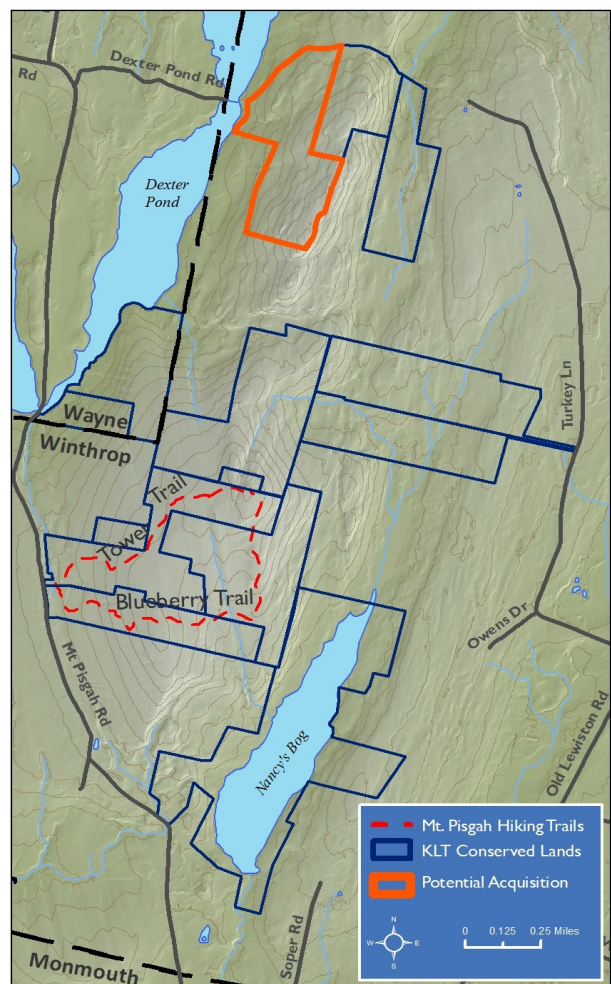 Dexter Pond Rd
Rd
Dexter
Pond
Turkey Ln
Wayne
Winthrop
Tower Trail
Blueberry Trail
Owens Dr
Mt Pisgah Rd
Old Lewiston Rd
Nancy's Bog
Mt. Pisgah Hiking Trails
KLT Conserved Lands
Potential Acquisition
N
W E
S
0 0.125 0.25 Miles
Soper Rd
Monmouth